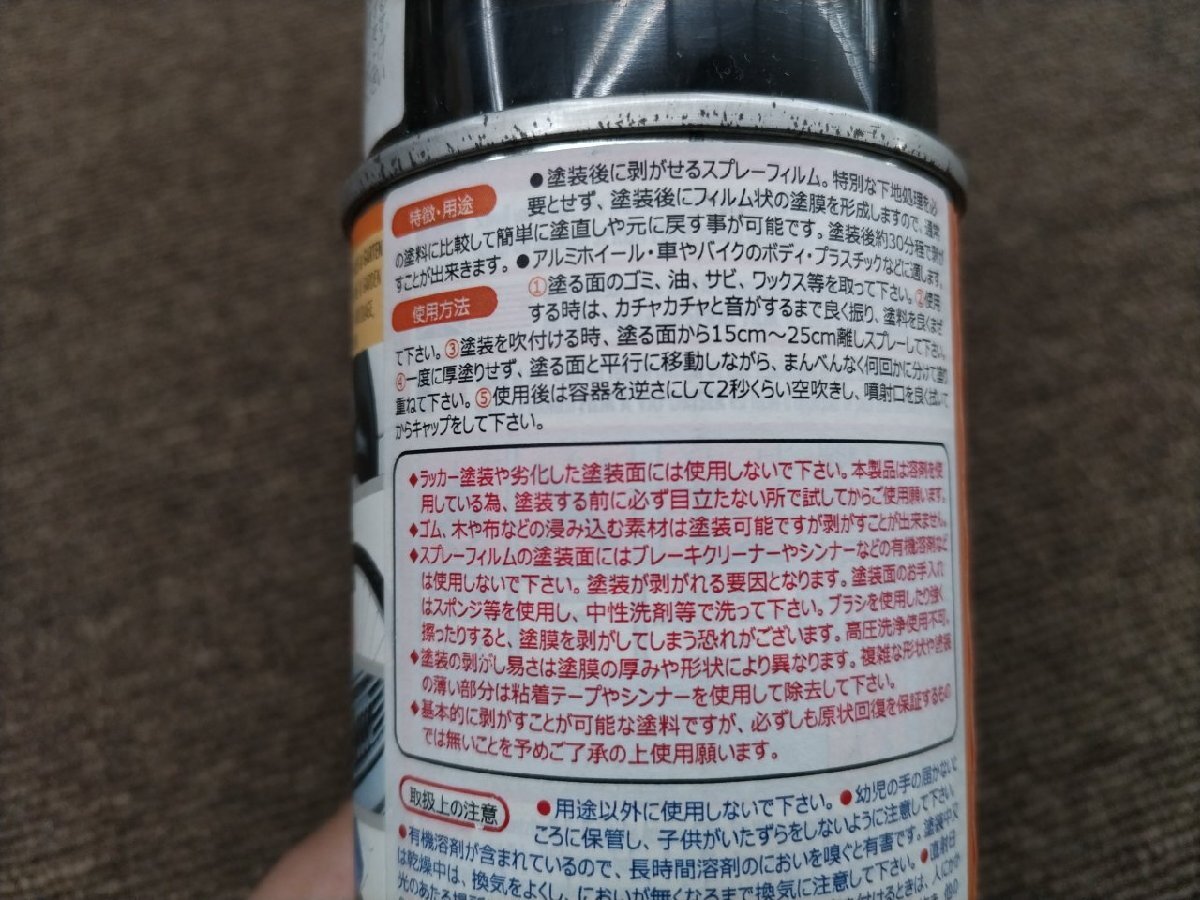 特徴・用途
●塗装後に剥がせるスプレーフィルム。特別な下地処理を必
要とせず、塗装後にフィルム状の塗膜を形成しますので、通常
の塗料に比較して簡単に塗直しや元に戻す事が可能です。塗装後約30分程で剥が
すことが出来ます。●アルミホイール・車やバイクのボディ・プラスチックなどに適します。
使用方法
①塗る面のゴミ、油、サビ、ワックス等を取って下さい。②使用
する時は、カチャカチャと音がするまで良く振り、塗料を良くまぜ
て下さい。③塗装を吹付ける時、塗る面から15cm〜25cm離しスプレーして下さい。
④一度に厚塗りせず、塗る面と平行に移動しながら、まんべんなく何回かに分けて塗り
重ねて下さい。⑤使用後は容器を逆さにして2秒くらい空吹きし、噴射口を良く拭いて
からキャップをして下さい。
◆ラッカー塗装や劣化した塗装面には使用しないで下さい。本製品は溶剤を使
用している為、塗装する前に必ず目立たない所で試してからご使用願います。
◆ゴム、木や布などの浸み込む素材は塗装可能ですが剥がすことが出来ません。
◆スプレーフィルムの塗装面にはブレーキクリーナーやシンナーなどの有機溶剤など
は使用しないで下さい。塗装が剥がれる要因となります。塗装面のお手入れ
はスポンジ等を使用し、中性洗剤等で洗って下さい。ブラシを使用したり強く
擦ったりすると、塗膜を剥がしてしまう恐れがございます。高圧洗浄使用不可。
◆塗装の剥がし易さは塗膜の厚みや形状により異なります。複雑な形状や塗装
の薄い部分は粘着テープやシンナーを使用して除去して下さい。
◆基本的に剥がすことが可能な塗料ですが、必ずしも原状回復を保証するもの
では無いことを予めご了承の上使用願います。
取扱上の注意
●用途以外に使用しないで下さい。●幼児の手の届かないと
ころに保管し、子供がいたずらをしないように注意して下さい。
●有機溶剤が含まれているので、長時間溶剤のにおいを嗅ぐと有害です。塗装中又
は乾燥中は、換気をよくし、においが無くなるまで換気に注意して下さい。●噴射口
光のあたる場所
付けるときは、人にかか
GARDEN